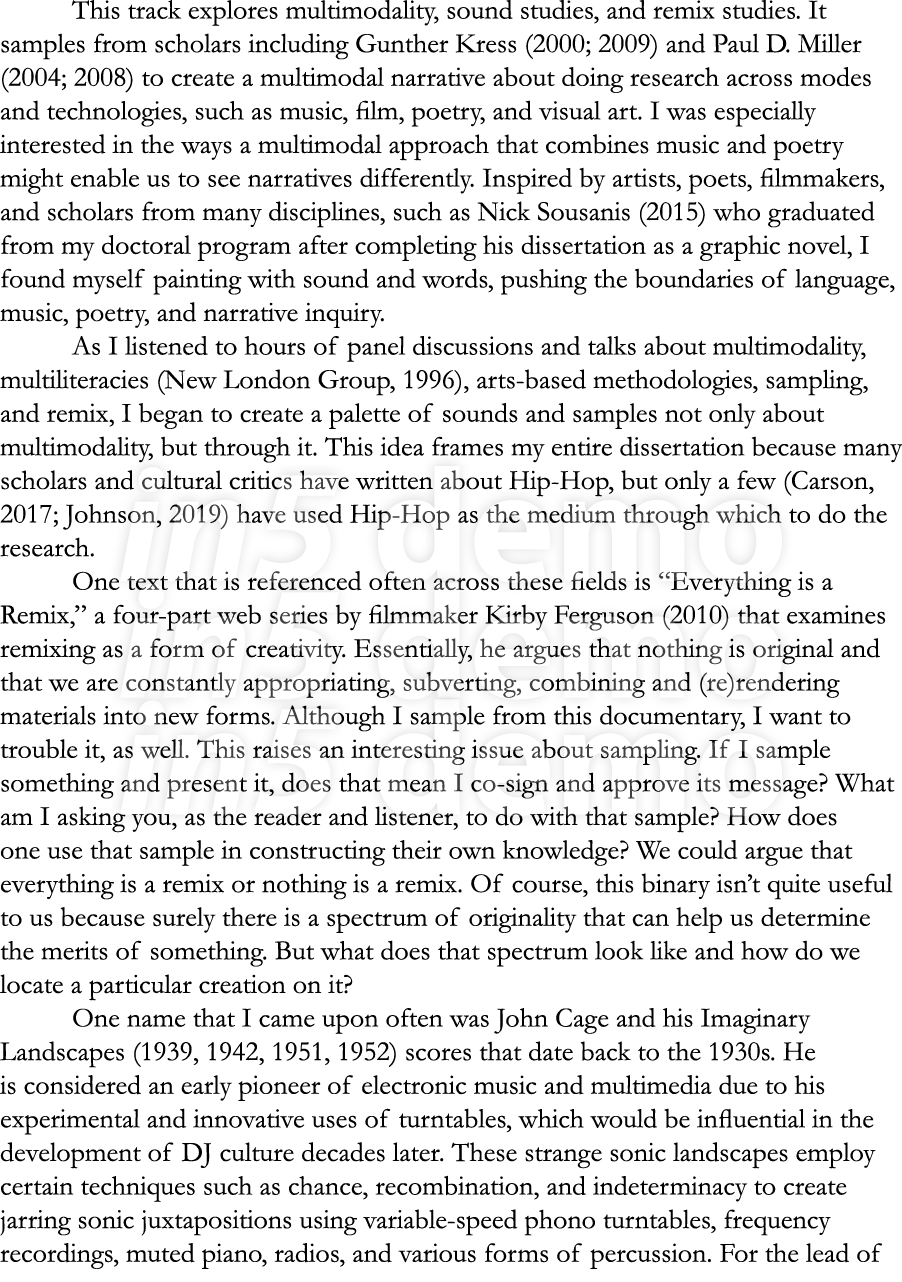 This track explores multimodality, sound studies, and remix studies. It
samples from scholars including Gunther Kress (2000; 2009) and Paul D. Miller
(2004; 2008) to create a multimodal narrative about doing research across modes
and technologies, such as music, film, poetry, and visual art. I was especially
interested in the ways a multimodal approach that combines music and poetry
might enable us to see narratives differently. Inspired by artists, poets, filmmakers,
and scholars from many disciplines, such as Nick Sousanis (2015) who graduated
from my doctoral program after completing his dissertation as a graphic novel, I
found myself painting with sound and words, pushing the boundaries of language,
music, poetry, and narrative inquiry.
As I listened to hours of panel discussions and talks about multimodality,
multiliteracies (New London Group, 1996), arts-based methodologies, sampling,
and remix, I began to create a palette of sounds and samples not only about
multimodality, but through it. This idea frames my entire dissertation because many
scholars and cultural critics have written about Hip-Hop, but only a few (Carson,
2017; Johnson, 2019) have used Hip-Hop as the medium through which to do the
research.
One text that is referenced often across these fields is “Everything is a
Remix,” a four-part web series by filmmaker Kirby Ferguson (2010) that examines
remixing as a form of creativity. Essentially, he argues that nothing is original and
that we are constantly appropriating, subverting, combining and (re)rendering
materials into new forms. Although I sample from this documentary, I want to
trouble it, as well. This raises an interesting issue about sampling. If I sample
something and present it, does that mean I co-sign and approve its message? What
am I asking you, as the reader and listener, to do with that sample? How does
one use that sample in constructing their own knowledge? We could argue that
everything is a remix or nothing is a remix. Of course, this binary isn’t quite useful
to us because surely there is a spectrum of originality that can help us determine
the merits of something. But what does that spectrum look like and how do we
locate a particular creation on it?
One name that I came upon often was John Cage and his Imaginary
Landscapes (1939, 1942, 1951, 1952) scores that date back to the 1930s. He
is considered an early pioneer of electronic music and multimedia due to his
experimental and innovative uses of turntables, which would be influential in the
development of DJ culture decades later. These strange sonic landscapes employ
certain techniques such as chance, recombination, and indeterminacy to create
jarring sonic juxtapositions using variable-speed phono turntables, frequency
recordings, muted piano, radios, and various forms of percussion. For the lead of
in5 demo
in5 demo
in5 demo